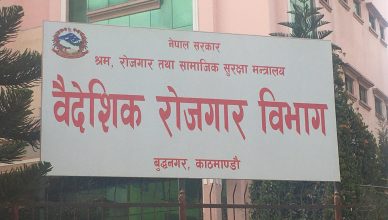 नेपाल सरकार
श्रम, रोजगार तथा सामाजिक सुरक्षा मन्त्रालय
वैदेशिक रोजगार विभाग
बुद्धनगर, काठमाण्डौ